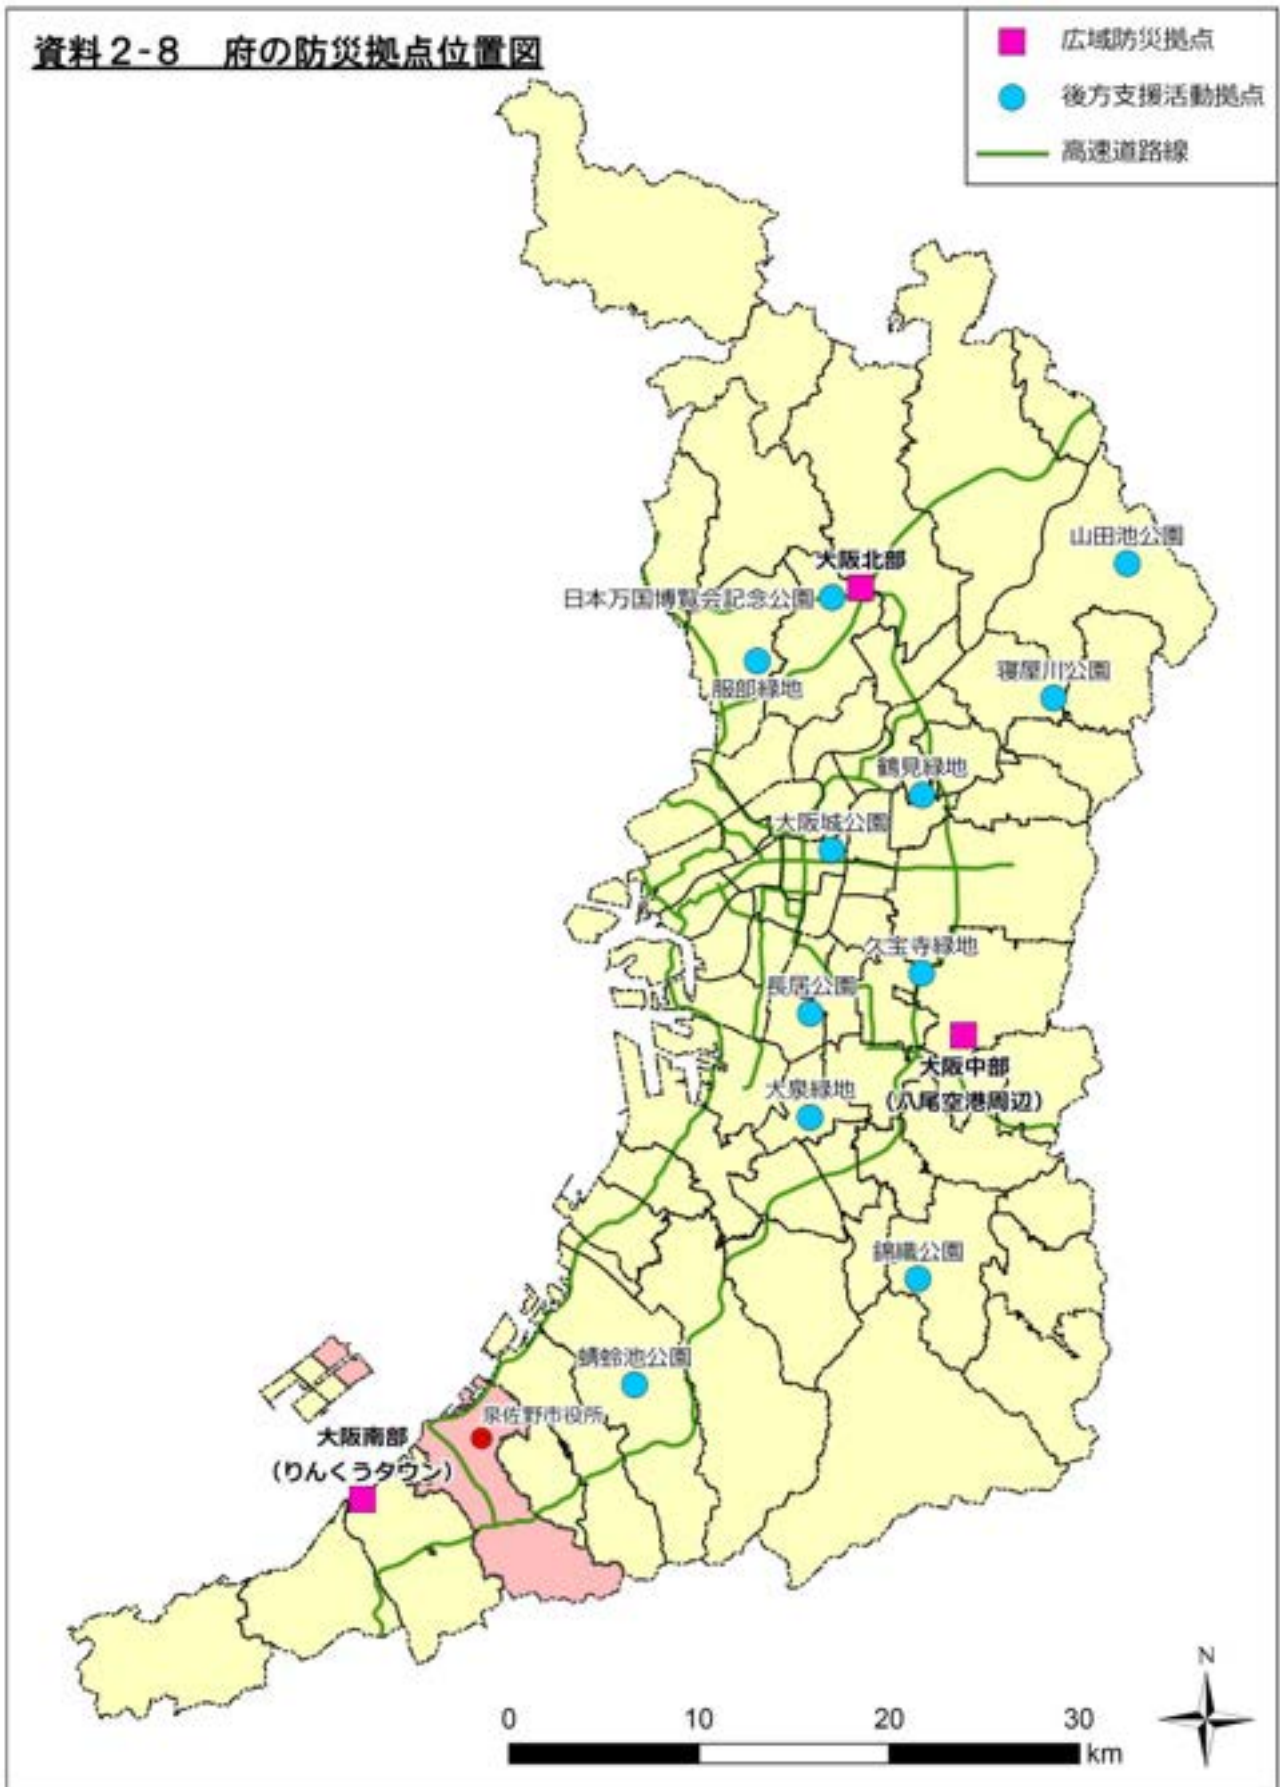 資料2-8 府の防災拠点位置図
広域防災拠点
後方支援活動拠点
高速道路線
山田池公園
大阪北部
日本万国博覧会記念公園
寝屋川公園
服部緑地
鶴見緑地
大阪城公園
久宝寺緑地
長居公園
大阪中部
(八尾空港周辺)
大泉緑地
錦織公園
蜻蛉池公園
泉佐野市役所
大阪南部
(りんくうタウン)
N
0 10 20 30
km